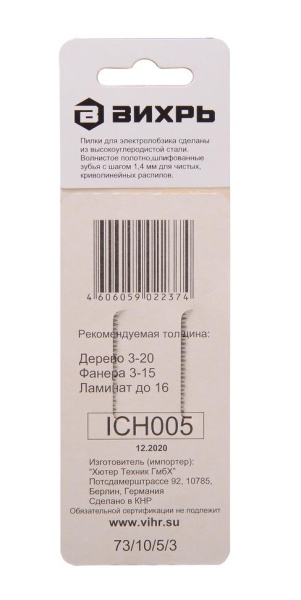 ВИХРЬ
Пилки для электролобзика сделаны
из высокоуглеродистой стали.
Волнистое полотно,шлифованные
зубья с шагом 1,4 мм для чистых,
криволинейных распилов.
4 606059 022374
Рекомендуемая толщина:
Дерево 3-20
Фанера 3-15
Ламинат до 16
ICH005
12.2020
Изготовитель (импортер):
"Хютер Техник ГмбХ"
Потсдамерштрассе 92, 10785,
Берлин, Германия
Сделано в КНР
Обязательной сертификации не подлежит
www.vihr.su
73/10/5/3